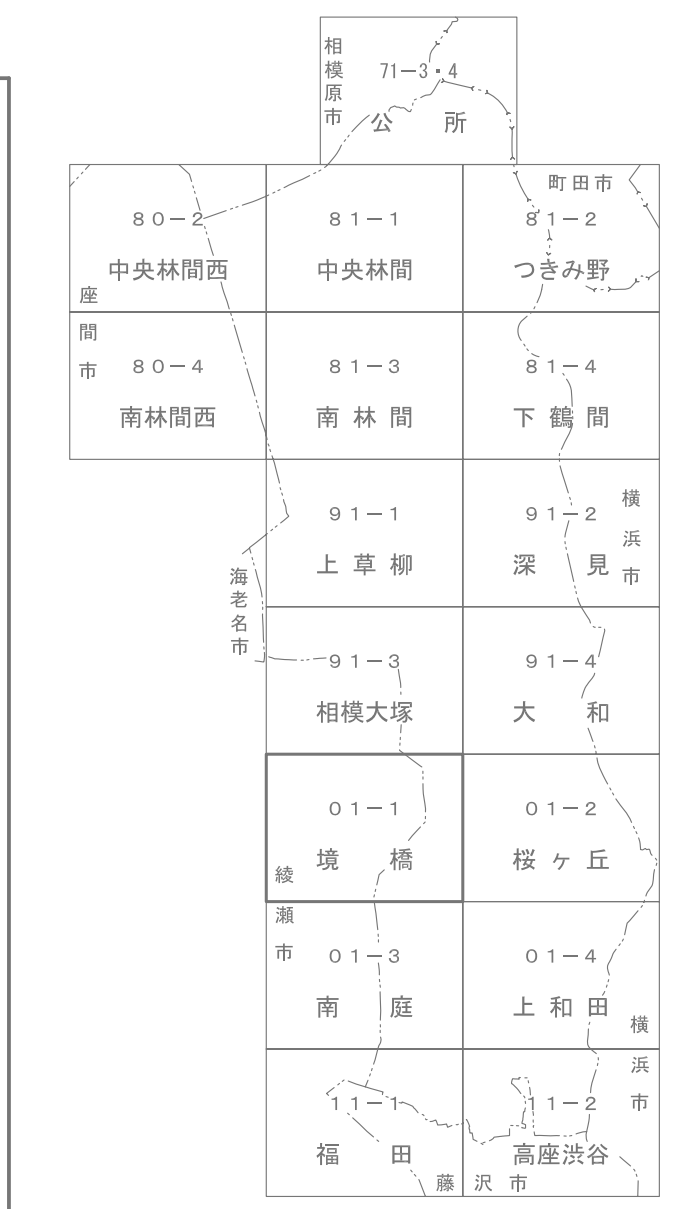 相模原市
71－3・4
公所
町田市
80－2
中央林間西
81－1
中央林間
81－2
つきみ野
座間市
80－4
南林間西
81－3
南林間
81－4
下鶴間
91－1
上草柳
91－2
深見
横浜市
海老名市
91－3
相模大塚
91－4
大和
01－1
境橋
01－2
桜ヶ丘
綾瀬市
01－3
南庭
01－4
上和田
横浜市
11－1
福田
11－2
高座渋谷
藤沢市